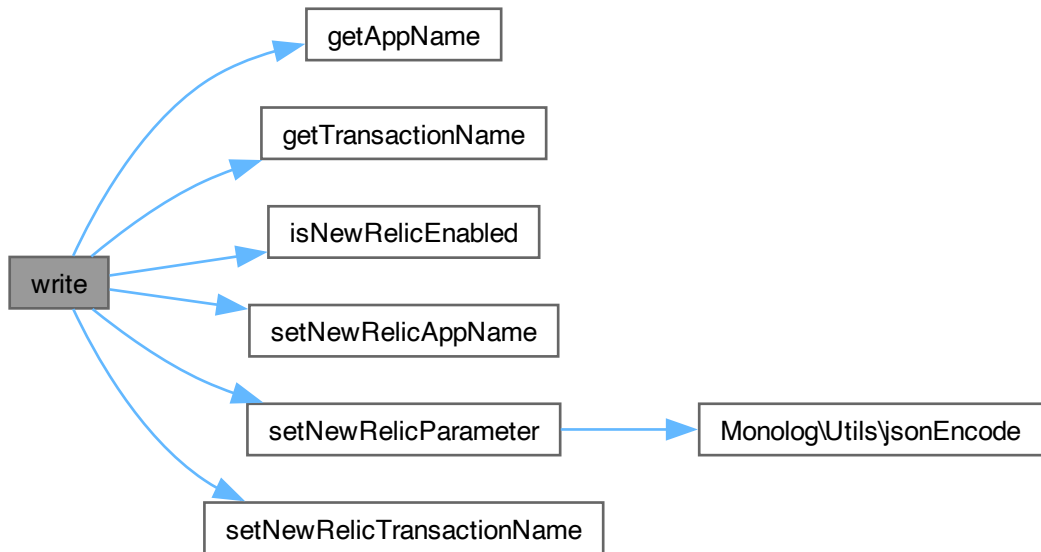 getAppName
getTransactionName
isNewRelicEnabled
write
setNewRelicAppName
setNewRelicParameter
Monolog\Utils\jsonEncode
setNewRelicTransactionName